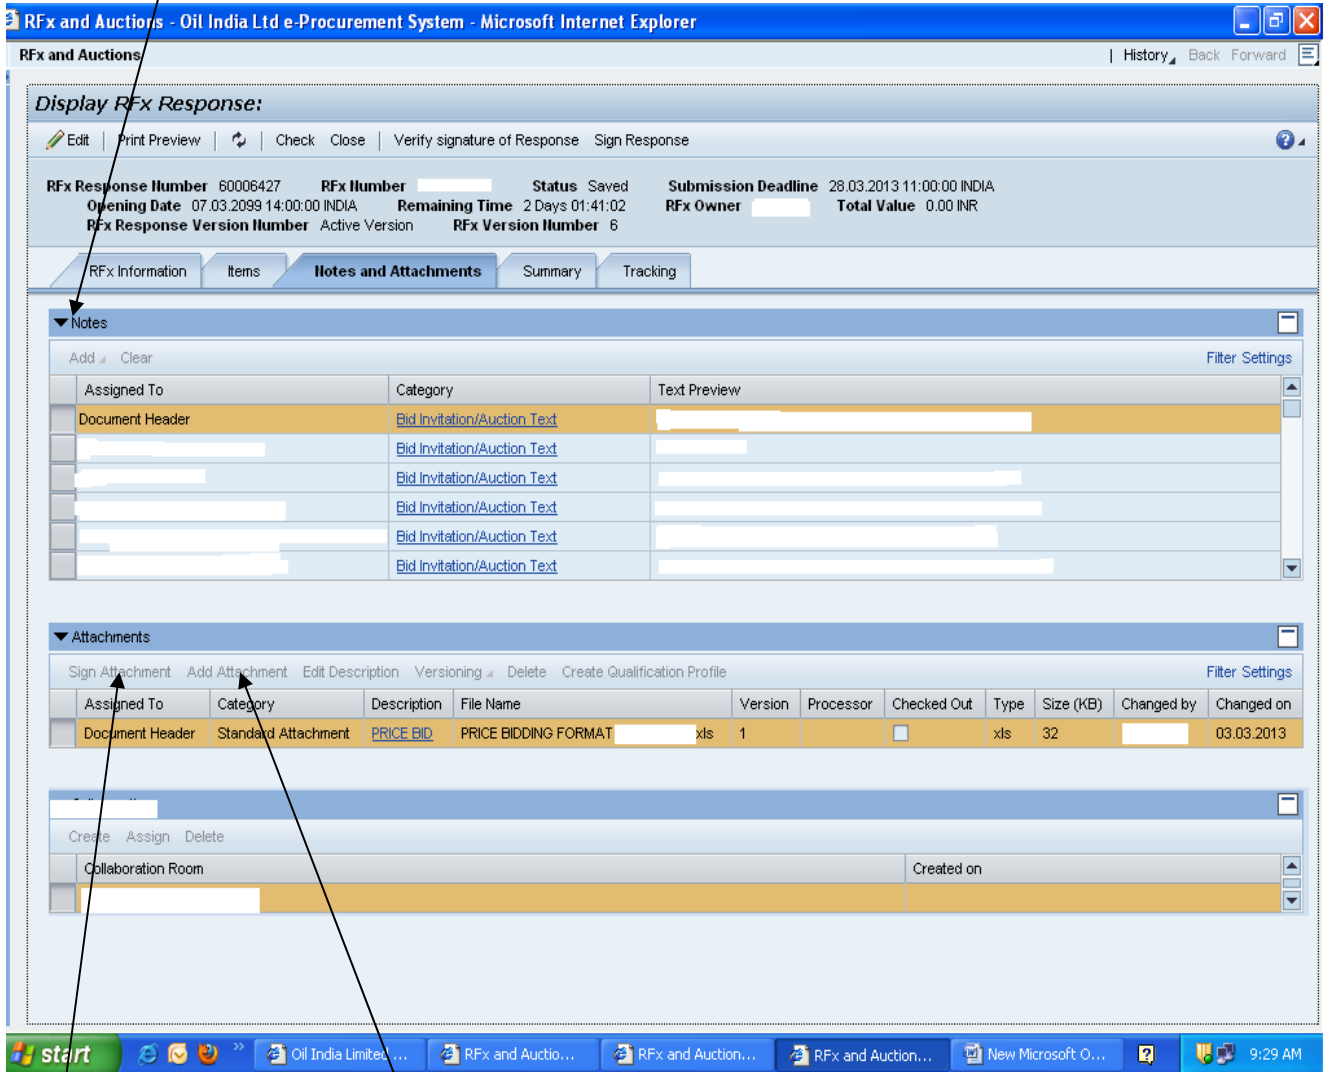 RFx and Auctions - Oil India Ltd e-Procurement System - Microsoft Internet Explorer
RFx and Auctions | History Back Forward
Display RFx Response:
Edit | Print Preview | | Check Close | Verify signature of Response Sign Response
RFx Response Number 60006427 RFx Number Status Saved Submission Deadline 28.03.2013 11:00:00 INDIA
Opening Date 07.03.2099 14:00:00 INDIA Remaining Time 2 Days 01:41:02 RFx Owner Total Value 0.00 INR
RFx Response Version Number Active Version RFx Version Number 6
RFx Information Items Notes and Attachments Summary Tracking
Notes
Add Clear Filter Settings
Assigned To Category Text Preview
Document Header Bid Invitation/Auction Text
Bid Invitation/Auction Text
Bid Invitation/Auction Text
Bid Invitation/Auction Text
Bid Invitation/Auction Text
Bid Invitation/Auction Text
Attachments
Sign Attachment Add Attachment Edit Description Versioning Delete Create Qualification Profile Filter Settings
Assigned To Category Description File Name Version Processor Checked Out Type Size (KB) Changed by Changed on
Document Header Standard Attachment PRICE BID PRICE BIDDING FORMAT xls 1 xls 32 03.03.2013
Create Assign Delete
Collaboration Room Created on
start » Oil India Limited ... RFx and Auctio... RFx and Auction... RFx and Auction... New Microsoft O... 9:29 AM